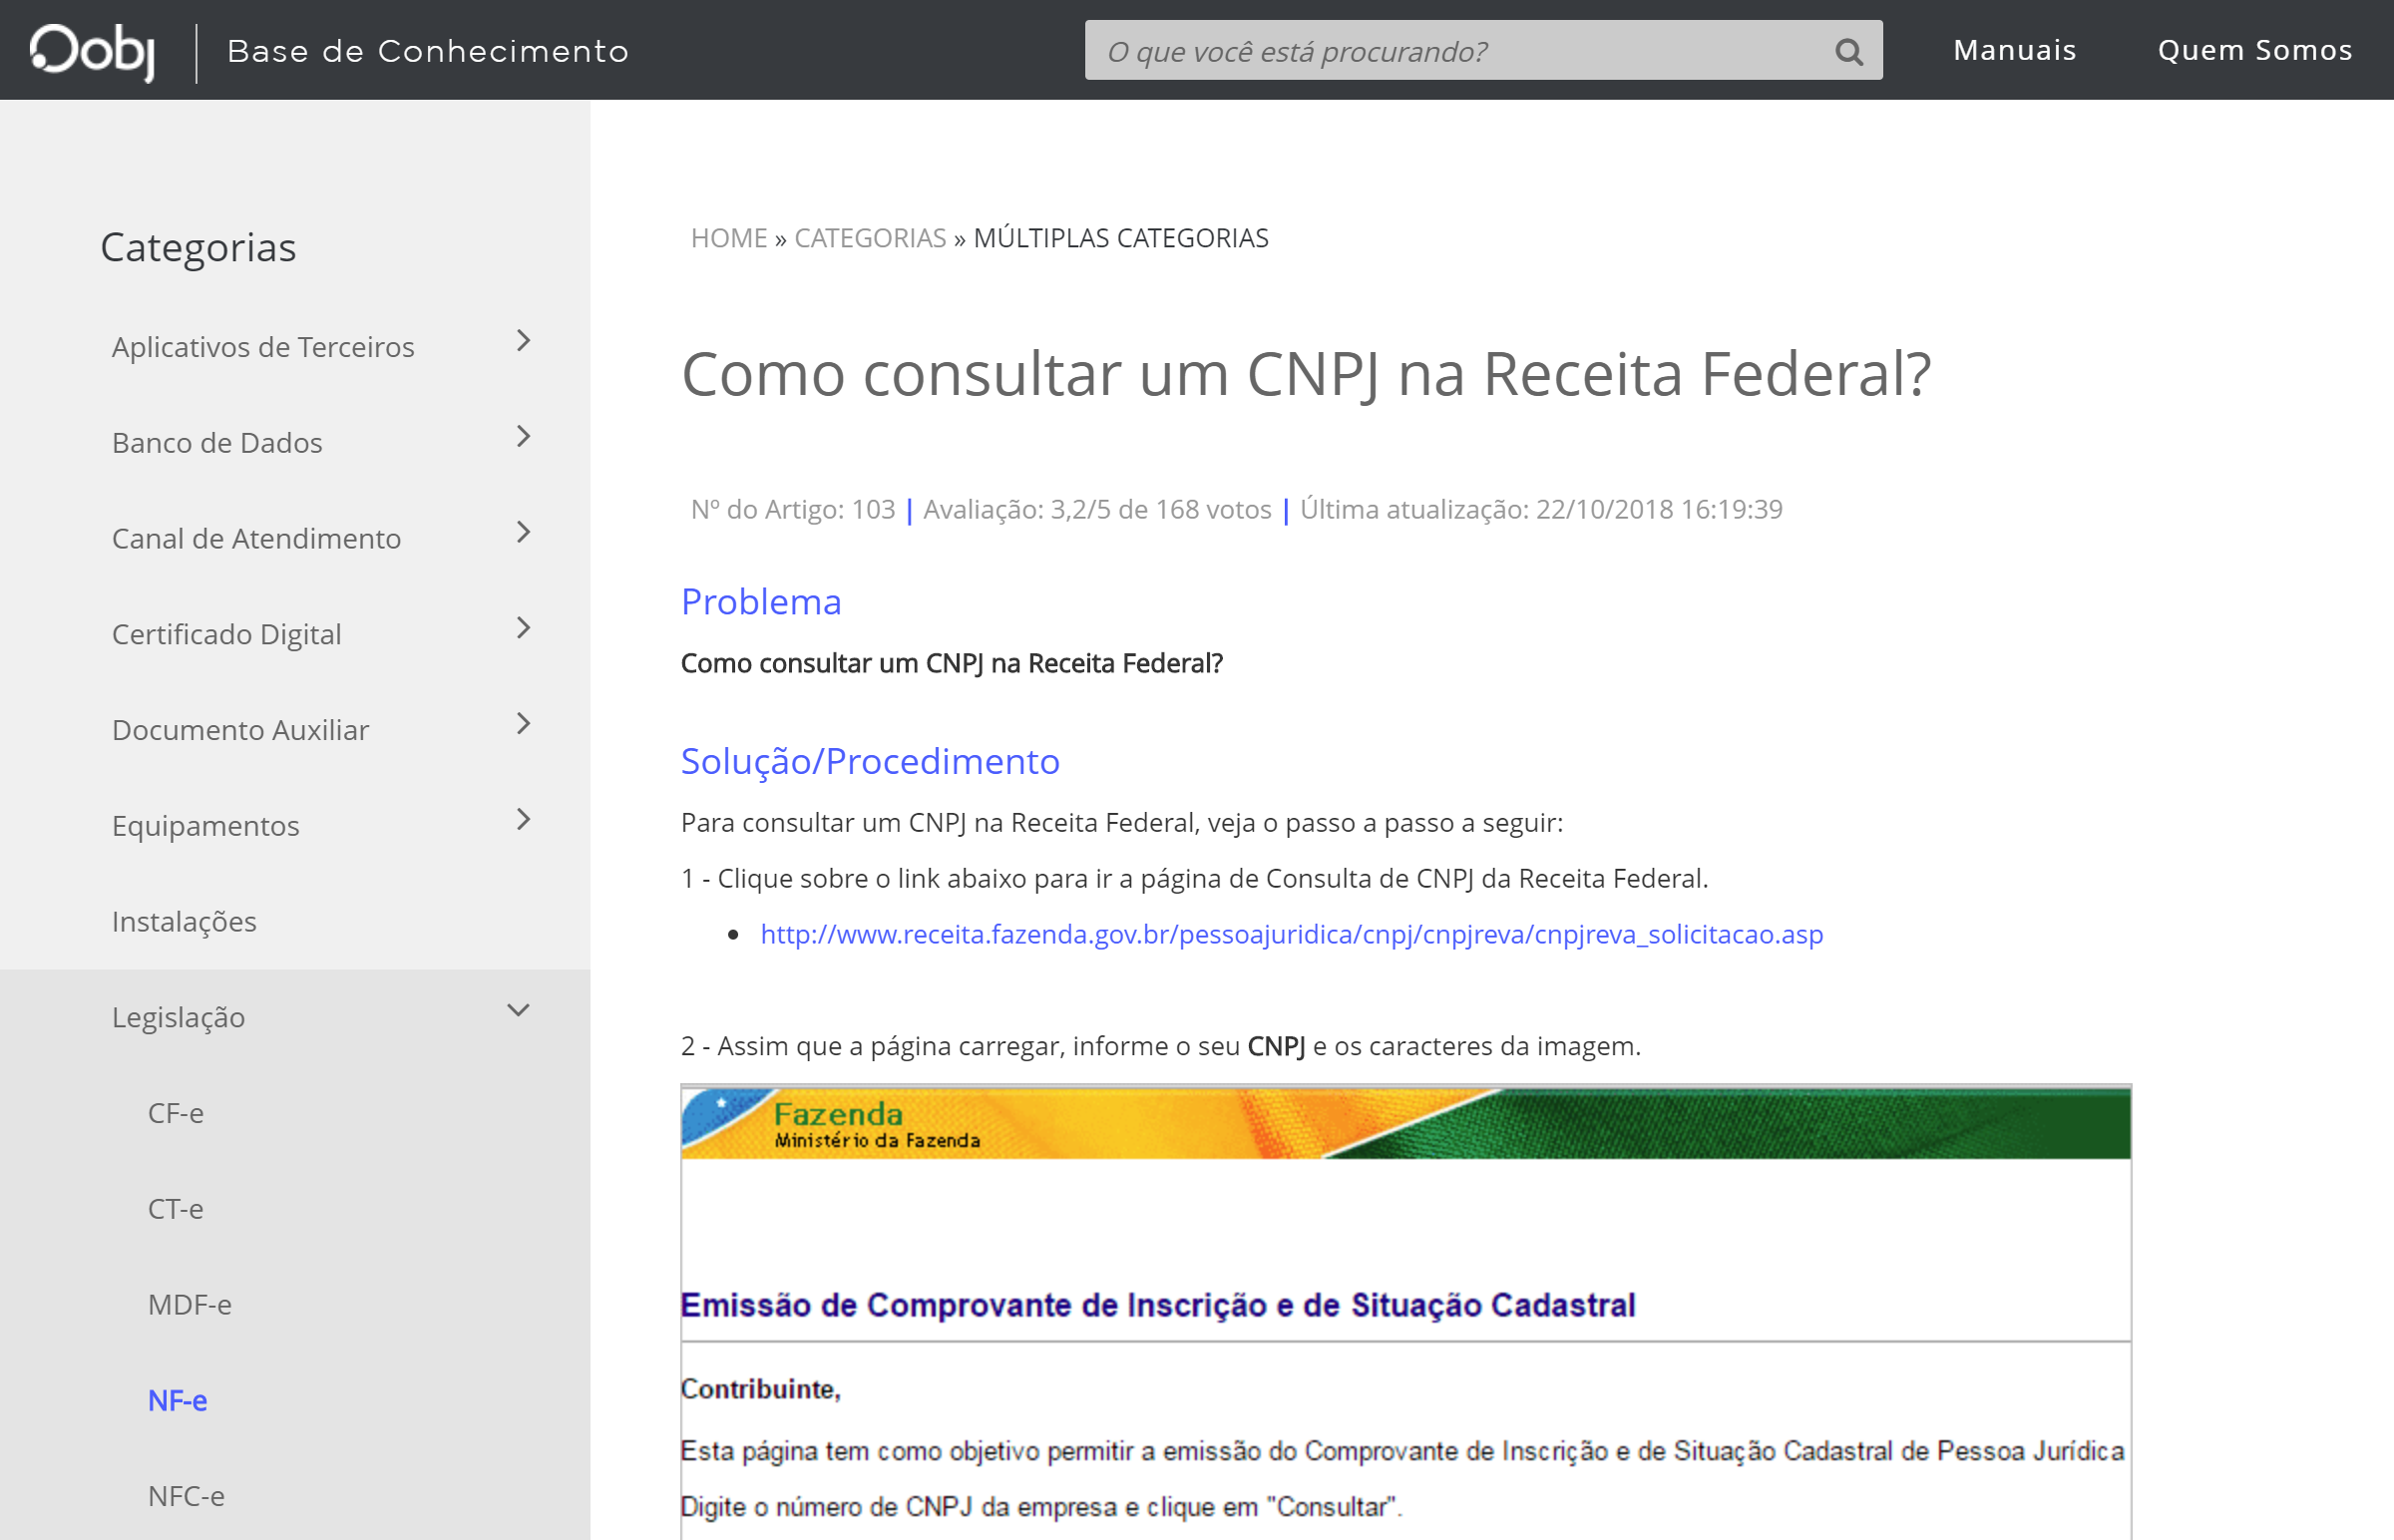 Oobj
Base de Conhecimento
O que você está procurando?
Manuais
Quem Somos
Categorias
Aplicativos de Terceiros
Banco de Dados
Canal de Atendimento
Certificado Digital
Documento Auxiliar
Equipamentos
Instalações
Legislação
CF-e
CT-e
MDF-e
NF-e
NFC-e
HOME » CATEGORIAS » MÚLTIPLAS CATEGORIAS
Como consultar um CNPJ na Receita Federal?
Nº do Artigo: 103 | Avaliação: 3,2/5 de 168 votos | Última atualização: 22/10/2018 16:19:39
Problema
Como consultar um CNPJ na Receita Federal?
Solução/Procedimento
Para consultar um CNPJ na Receita Federal, veja o passo a passo a seguir:
1 - Clique sobre o link abaixo para ir a página de Consulta de CNPJ da Receita Federal.
• http://www.receita.fazenda.gov.br/pessoajuridica/cnpj/cnpjreva/cnpjreva_solicitacao.asp
2 - Assim que a página carregar, informe o seu CNPJ e os caracteres da imagem.
Fazenda
Ministério da Fazenda
Emissão de Comprovante de Inscrição e de Situação Cadastral
Contribuinte,
Esta página tem como objetivo permitir a emissão do Comprovante de Inscrição e de Situação Cadastral de Pessoa Jurídica
Digite o número de CNPJ da empresa e clique em "Consultar".